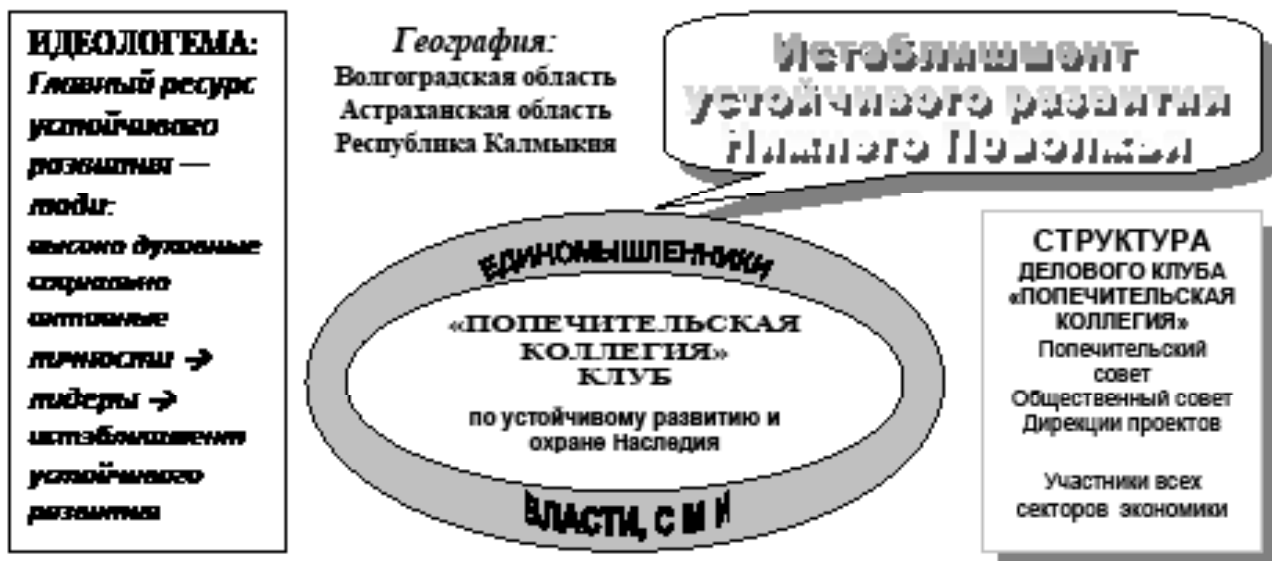 ИДЕОЛОГЕМА:
Главный ресурс
устойчивого
развития —
люди:
высоко духовные
социально
активные
личности →
лидеры →
истэблишмент
устойчивого
развития
География:
Волгоградская область
Астраханская область
Республика Калмыкия
Истеблишмент
устойчивого развития
Нижнего Поволжья
ЕДИНОМЫШЛЕННИКИ
«ПОПЕЧИТЕЛЬСКАЯ
КОЛЛЕГИЯ»
КЛУБ
по устойчивому развитию и
охране Наследия
ВЛАСТИ, С М И
СТРУКТУРА
ДЕЛОВОГО КЛУБА
«ПОПЕЧИТЕЛЬСКАЯ
КОЛЛЕГИЯ»
Попечительский
совет
Общественный совет
Дирекции проектов
Участники всех
секторов экономики